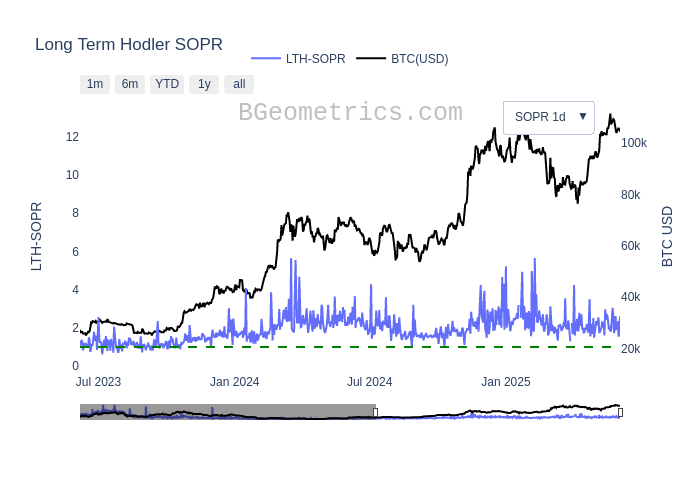 Long Term Hodler SOPR
LTH-SOPR BTC(USD)
1m 6m YTD 1y all
BGeometrics.com
SOPR 1d ▼
12
10
8
6
4
2
0
LTH-SOPR
100k
80k
60k
40k
20k
BTC USD
Jul 2023 Jan 2024 Jul 2024 Jan 2025